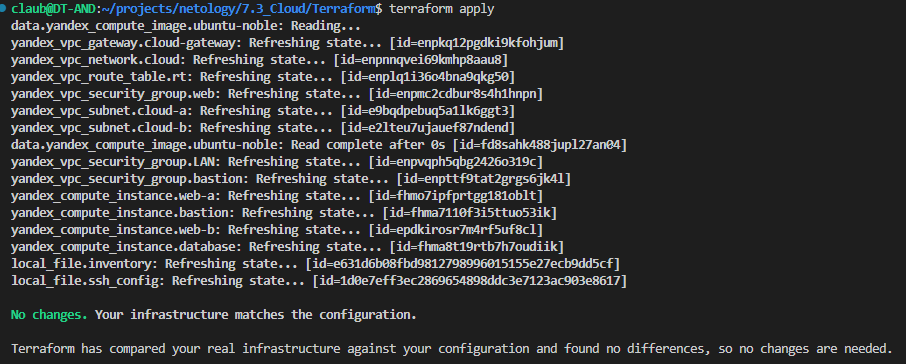 claub@DT-AND:~/projects/netology/7.3_Cloud/Terraform$ terraform apply
data.yandex_compute_image.ubuntu-noble: Reading...
yandex_vpc_gateway.cloud-gateway: Refreshing state... [id=enpkq12pgdki9kfohjum]
yandex_vpc_network.cloud: Refreshing state... [id=enpnnqvei69kmhp8aau8]
yandex_vpc_route_table.rt: Refreshing state... [id=enplq1i36o4bna9qkg50]
yandex_vpc_security_group.web: Refreshing state... [id=enpmc2cdbur8s4h1hnpn]
yandex_vpc_subnet.cloud-a: Refreshing state... [id=e9bqdpebuq5a1lk6ggt3]
yandex_vpc_subnet.cloud-b: Refreshing state... [id=e2lteu7ujauef87ndend]
data.yandex_compute_image.ubuntu-noble: Read complete after 0s [id=fd8sahk488jupl27an04]
yandex_vpc_security_group.LAN: Refreshing state... [id=enpvqph5qbg2426o319c]
yandex_vpc_security_group.bastion: Refreshing state... [id=enpttf9tat2grgs6jk4l]
yandex_compute_instance.web-a: Refreshing state... [id=fhmo7ipfprtgg181oblt]
yandex_compute_instance.bastion: Refreshing state... [id=fhma7110f3i5ttuo53ik]
yandex_compute_instance.web-b: Refreshing state... [id=epdkirosr7m4rf5uf8cl]
yandex_compute_instance.database: Refreshing state... [id=fhma8t19rtb7h7oudiik]
local_file.inventory: Refreshing state... [id=e631d6b08fbd9812798996015155e27ecb9dd5cf]
local_file.ssh_config: Refreshing state... [id=1d0e7eff3ec2869654898ddc3e7123ac903e8617]
No changes. Your infrastructure matches the configuration.
Terraform has compared your real infrastructure against your configuration and found no differences, so no changes are needed.